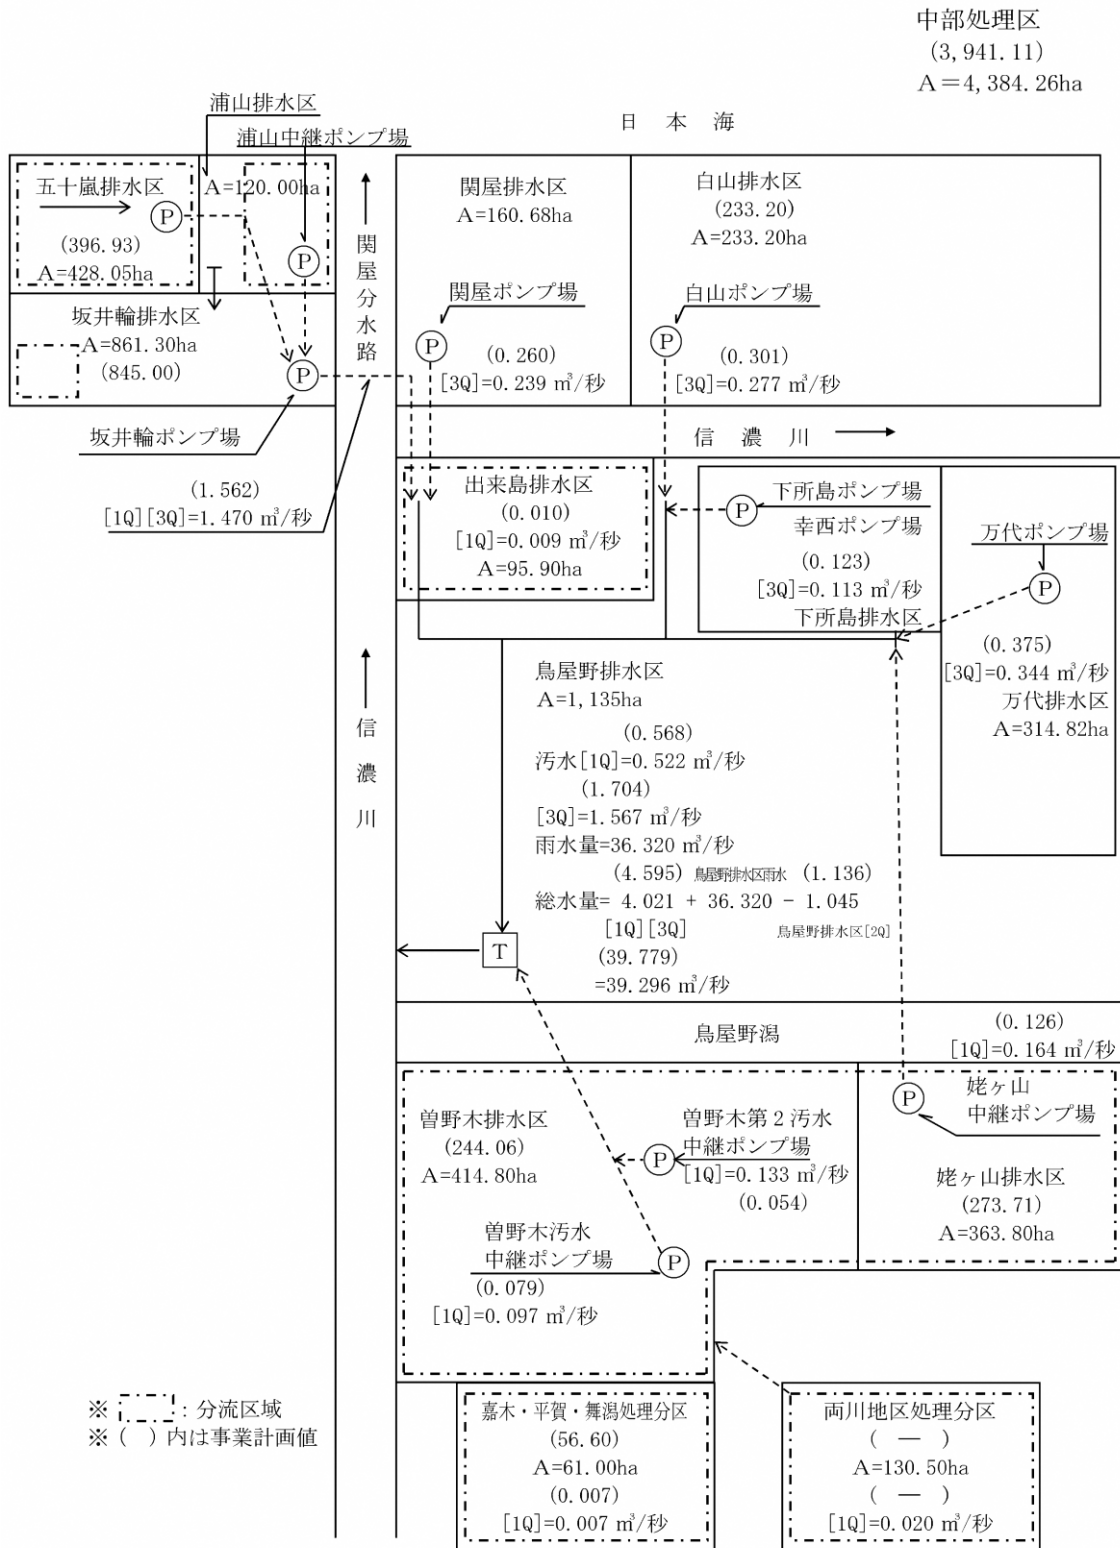 中部処理区
(3,941.11)
A＝4,384.26ha
浦山排水区
浦山中継ポンプ場
日 本 海
五十嵐排水区
P
(396.93)
A=428.05ha
A=120.00ha
P
坂井輪排水区
A=861.30ha
(845.00)
P
坂井輪ポンプ場
(1.562)
[1Q][3Q]=1.470 ㎥/秒
関屋分水路
関屋排水区
A=160.68ha
関屋ポンプ場
P
(0.260)
[3Q]=0.239 ㎥/秒
白山排水区
(233.20)
A=233.20ha
白山ポンプ場
P
(0.301)
[3Q]=0.277 ㎥/秒
信 濃 川
出来島排水区
(0.010)
[1Q]=0.009 ㎥/秒
A=95.90ha
P
下所島ポンプ場
幸西ポンプ場
(0.123)
[3Q]=0.113 ㎥/秒
下所島排水区
万代ポンプ場
P
(0.375)
[3Q]=0.344 ㎥/秒
万代排水区
A=314.82ha
信濃川
鳥屋野排水区
A=1,135ha
(0.568)
汚水[1Q]=0.522 ㎥/秒
(1.704)
[3Q]=1.567 ㎥/秒
雨水量=36.320 ㎥/秒
(4.595) 鳥屋野排水区雨水 (1.136)
総水量= 4.021 + 36.320 − 1.045
[1Q][3Q] 鳥屋野排水区[2Q]
(39.779)
=39.296 ㎥/秒
T
鳥屋野潟
(0.126)
[1Q]=0.164 ㎥/秒
P
姥ヶ山
中継ポンプ場
姥ヶ山排水区
(273.71)
A=363.80ha
曽野木排水区
(244.06)
A=414.80ha
P
曽野木第２汚水
中継ポンプ場
[1Q]=0.133 ㎥/秒
(0.054)
曽野木汚水
中継ポンプ場
P
(0.079)
[1Q]=0.097 ㎥/秒
嘉木・平賀・舞潟処理分区
(56.60)
A=61.00ha
(0.007)
[1Q]=0.007 ㎥/秒
両川地区処理分区
( ― )
A=130.50ha
( ― )
[1Q]=0.020 ㎥/秒
※ : 分流区域
※ ( ) 内は事業計画値